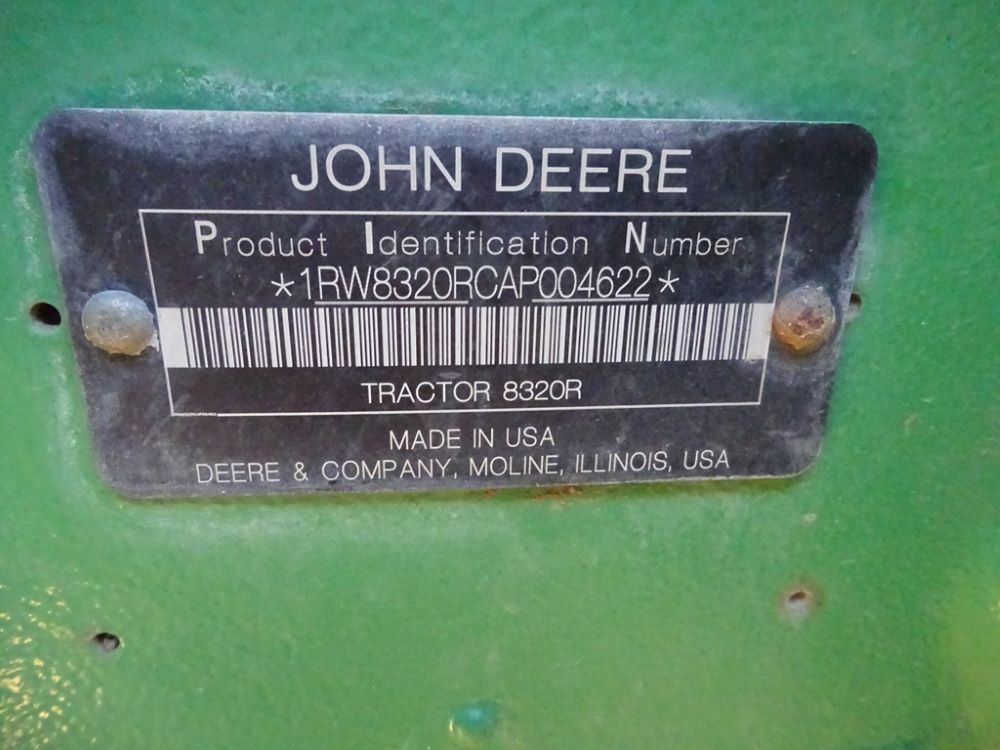 JOHN DEERE
Product Identification Number
*1RW8320RCAP004622*
TRACTOR 8320R
MADE IN USA
DEERE & COMPANY, MOLINE, ILLINOIS, USA